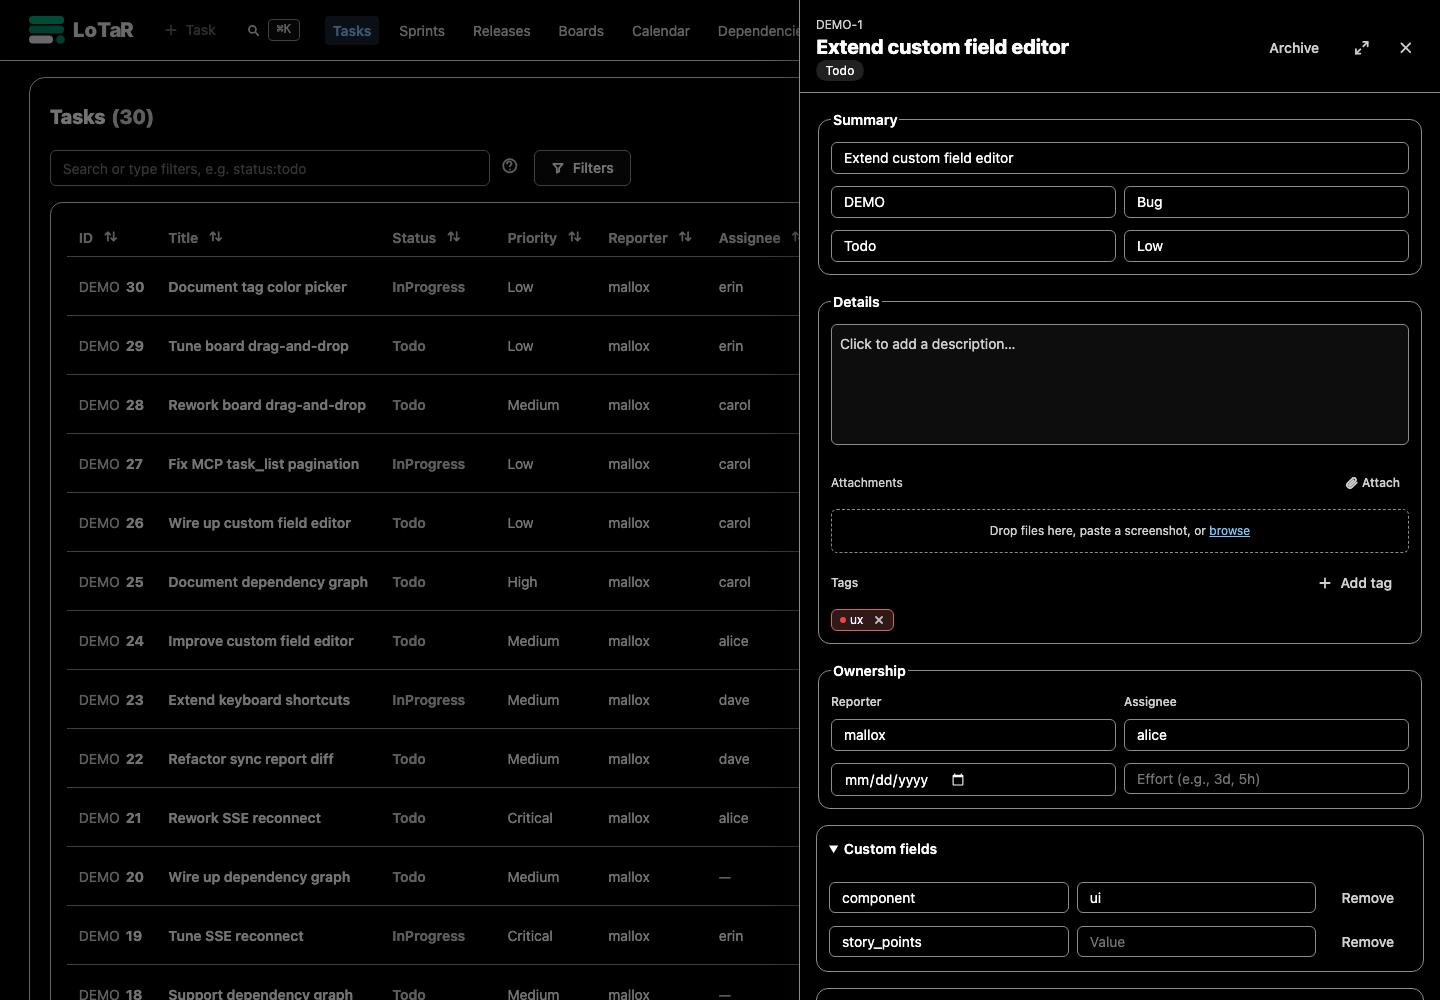 LoTaR
Task
⌘K
Tasks
Sprints
Releases
Boards
Calendar
Tasks (30)
Search or type filters, e.g. status:todo
Filters
ID Title Status Priority Reporter Assignee
DEMO 30 Document tag color picker InProgress Low mallox erin
DEMO 29 Tune board drag-and-drop Todo Low mallox erin
DEMO 28 Rework board drag-and-drop Todo Medium mallox carol
DEMO 27 Fix MCP task_list pagination InProgress Low mallox carol
DEMO 26 Wire up custom field editor Todo Low mallox carol
DEMO 25 Document dependency graph Todo High mallox carol
DEMO 24 Improve custom field editor Todo Medium mallox alice
DEMO 23 Extend keyboard shortcuts InProgress Medium mallox dave
DEMO 22 Refactor sync report diff Todo Medium mallox dave
DEMO 21 Rework SSE reconnect Todo Critical mallox alice
DEMO 20 Wire up dependency graph Todo Medium mallox —
DEMO 19 Tune SSE reconnect InProgress Critical mallox erin
DEMO 18 Support dependency graph Todo Medium mallox —
DEMO-1
Extend custom field editor
Todo
Archive
Summary
Extend custom field editor
DEMO Bug
Todo Low
Details
Click to add a description...
Attachments Attach
Drop files here, paste a screenshot, or browse
Tags Add tag
ux
Ownership
Reporter Assignee
mallox alice
mm/dd/yyyy Effort (e.g., 3d, 5h)
Custom fields
component ui Remove
story_points Value Remove